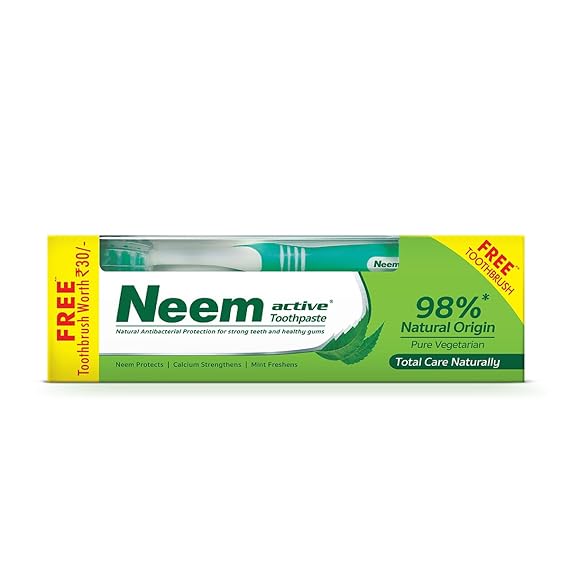 FREE**
Toothbrush Worth ₹30/-
Neem
Neem active®
Toothpaste
Natural Antibacterial Protection for strong teeth and healthy gums
Neem Protects | Calcium Strengthens | Mint Freshens
FREE**
TOOTHBRUSH
98%*
Natural Origin
Pure Vegetarian
Total Care Naturally